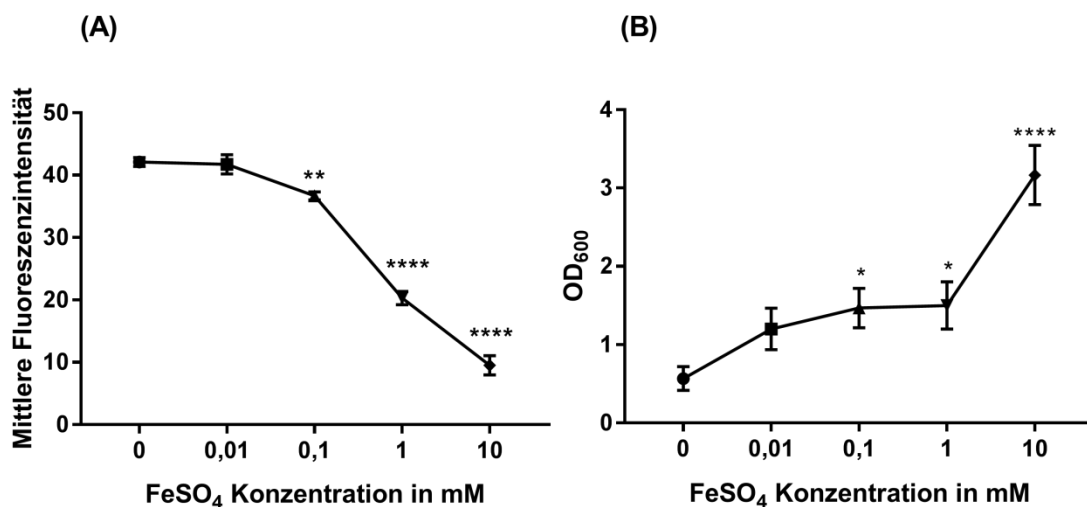 (A)
Mittlere Fluoreszenzintensität
50
40
30
20
10
0
**
****
****
0 0,01 0,1 1 10
FeSO₄ Konzentration in mM
(B)
OD₆₀₀
4
3
2
1
0
*
*
****
0 0,01 0,1 1 10
FeSO₄ Konzentration in mM